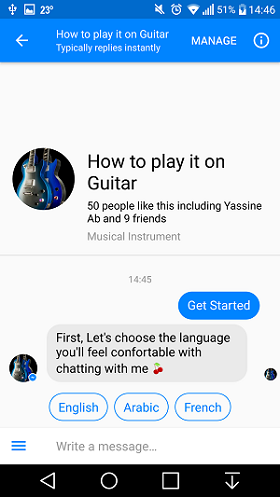 23°
51% 14:46
How to play it on Guitar
Typically replies instantly
MANAGE
How to play it on
Guitar
50 people like this including Yassine
Ab and 9 friends
Musical Instrument
14:45
Get Started
First, Let's choose the language
you'll feel confortable with
chatting with me 🍒
English Arabic French
Write a message…